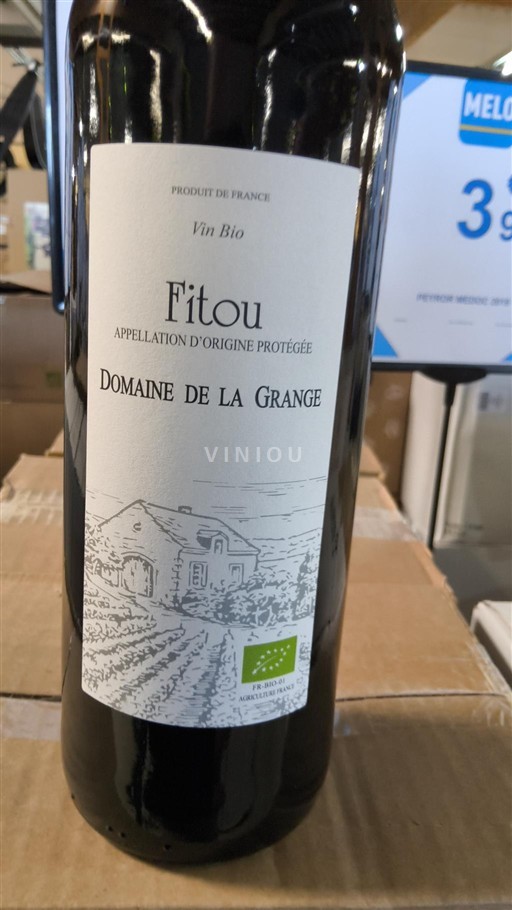 PRODUIT DE FRANCE
Vin Bio
Fitou
APPELLATION D'ORIGINE PROTÉGÉE
DOMAINE DE LA GRANGE
VINIOU
FR-BIO-01
AGRICULTURE FRANCE
MELO
3
9
PEYROR MEDOC 2019